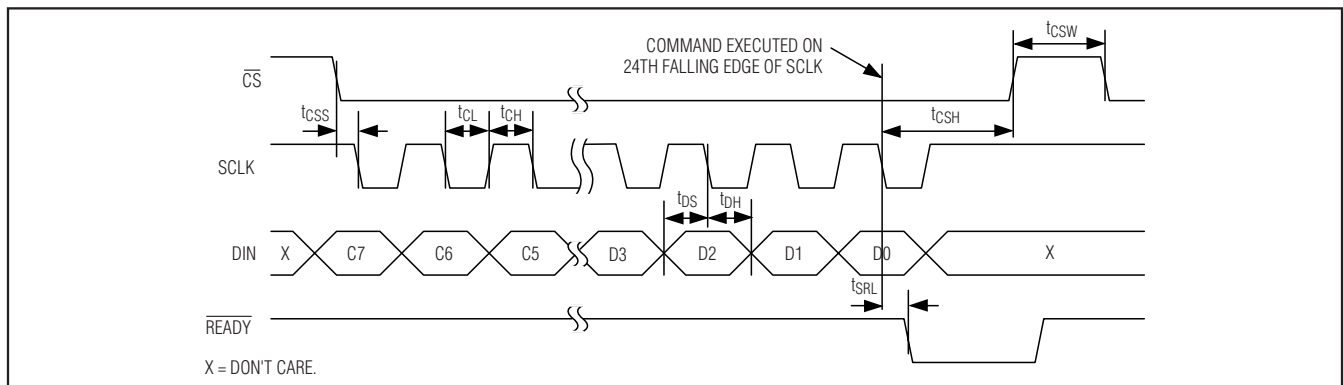 COMMAND EXECUTED ON
24TH FALLING EDGE OF SCLK
tCSW
CS
tCSS
tCL
tCH
tCSH
SCLK
tDS
tDH
DIN
X
C7
C6
C5
D3
D2
D1
D0
X
tSRL
READY
X = DON'T CARE.